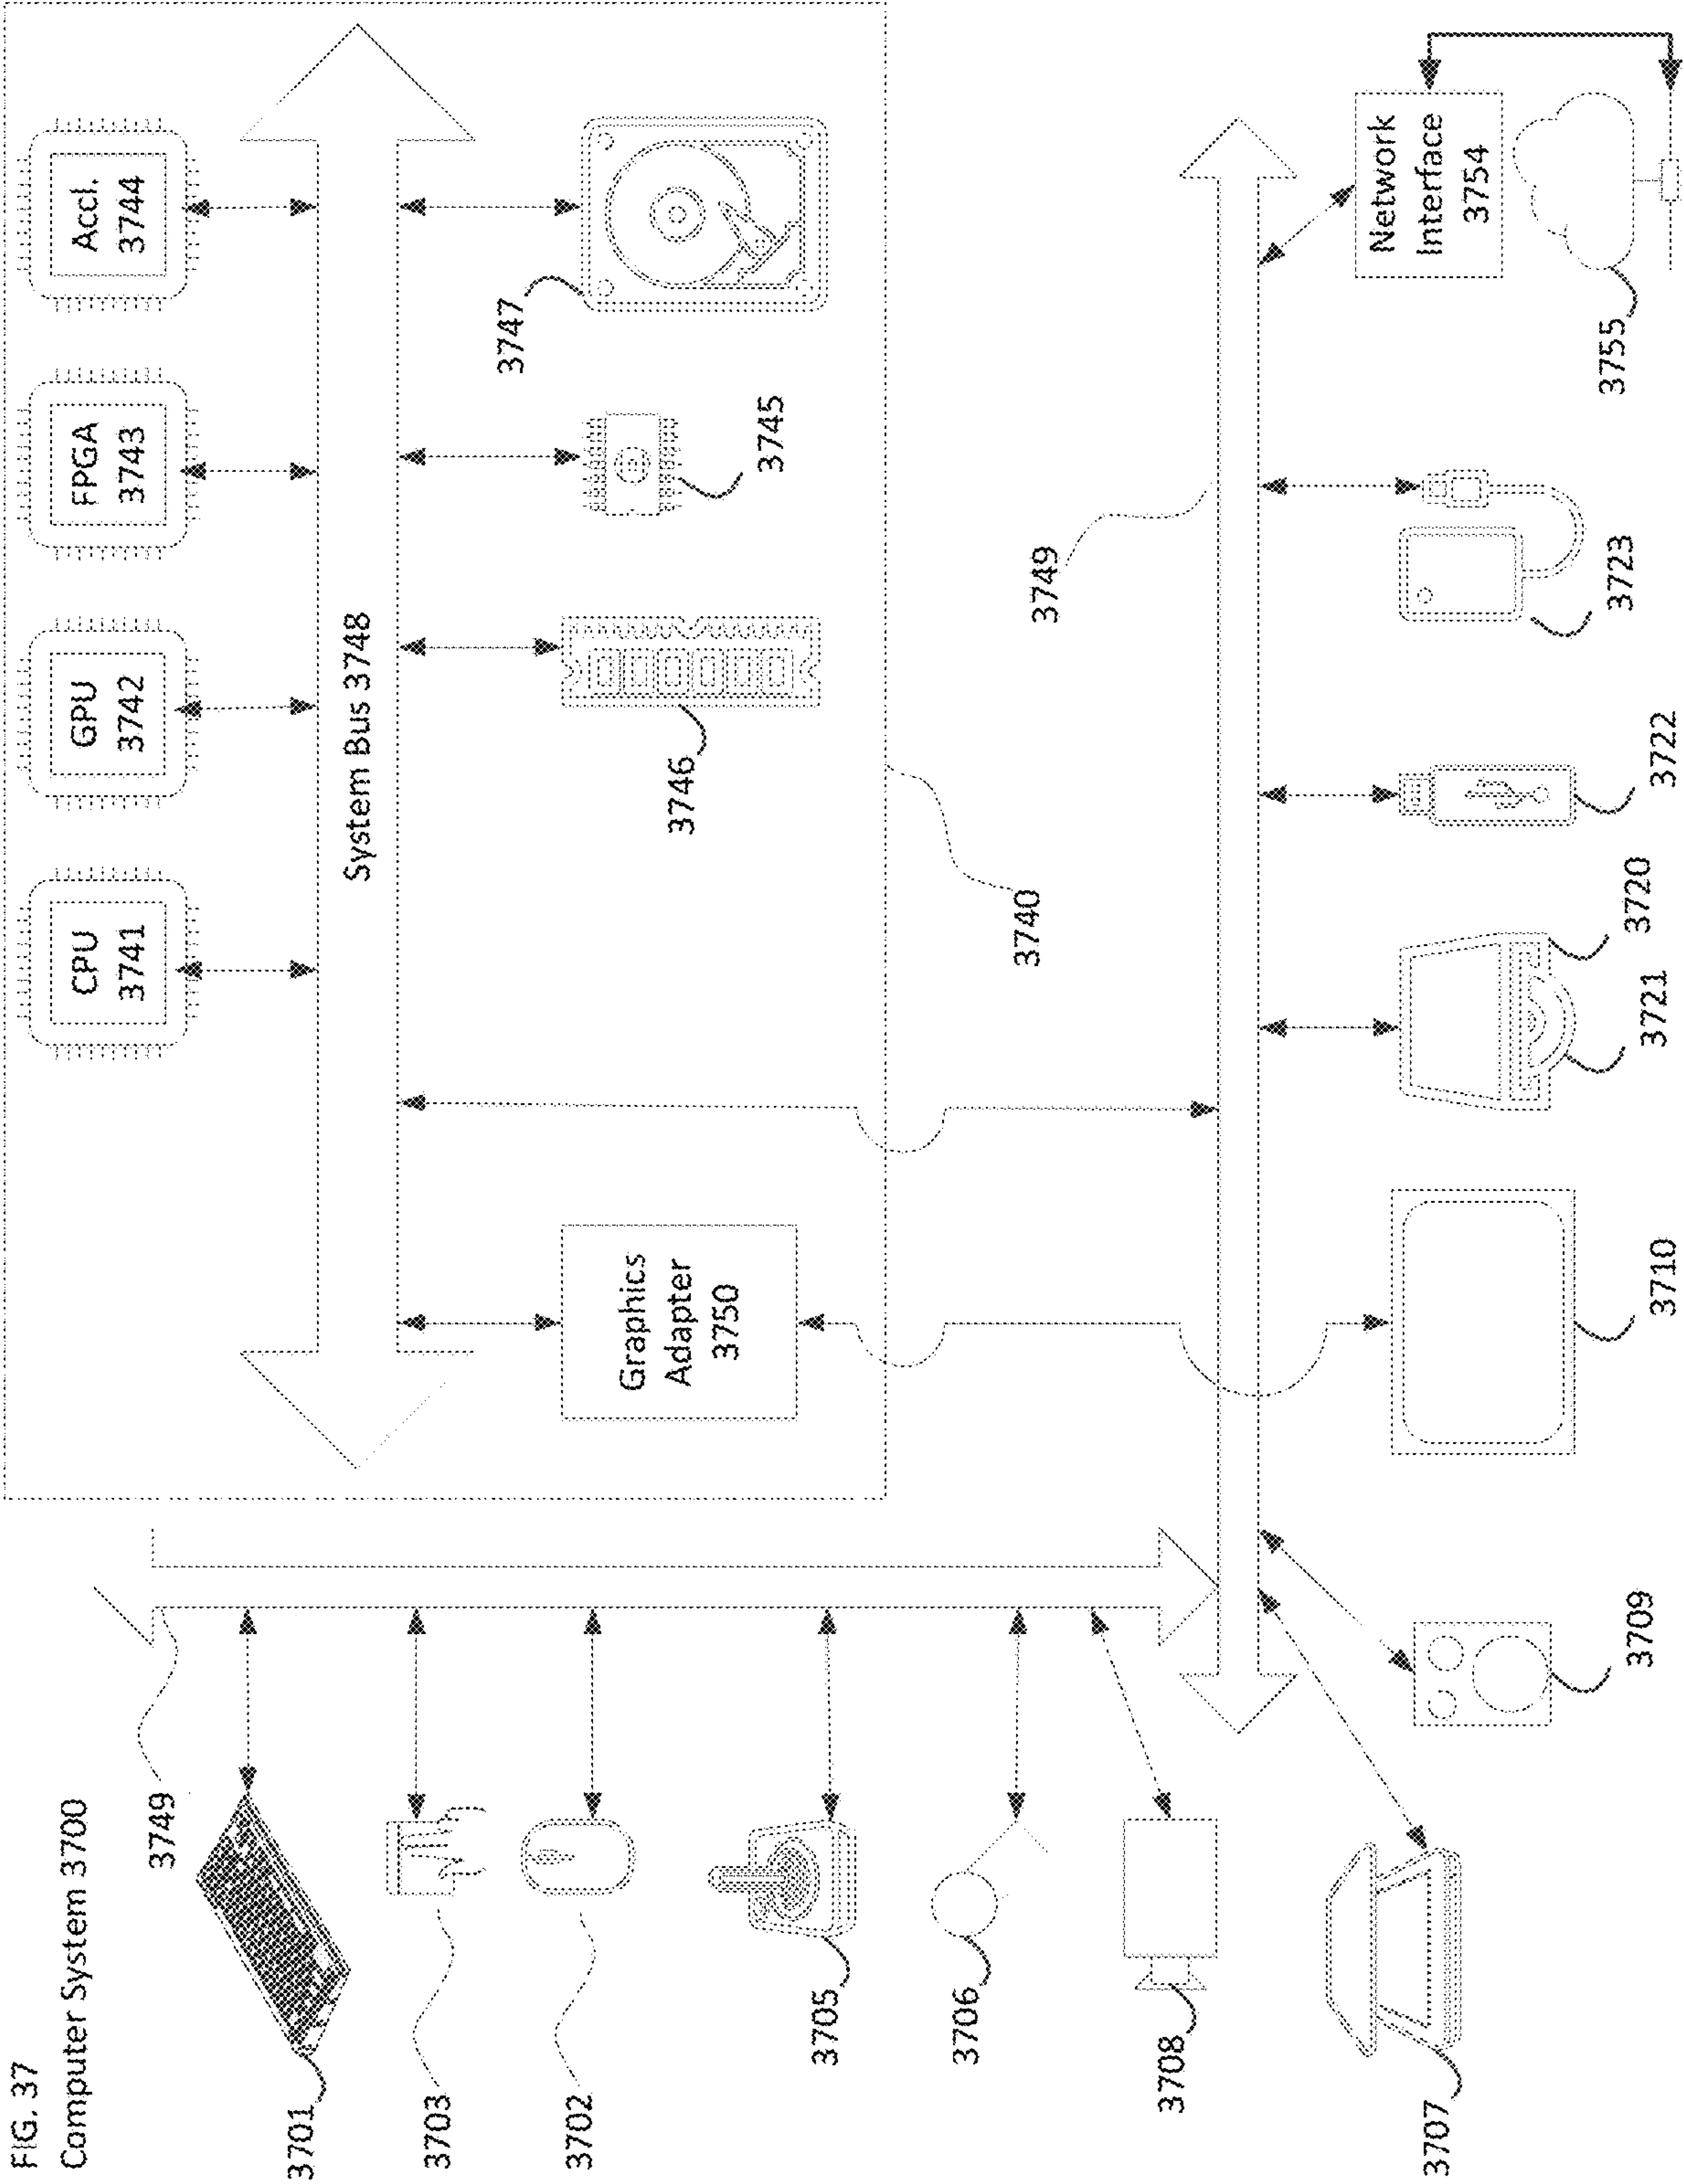 FIG. 37
Computer System 3700
CPU
3741
GPU
3742
FPGA
3743
Accl.
3744
System Bus 3748
3749
3701
3703
3702
3705
3706
3708
3707
Graphics
Adapter
3750
3746
3745
3747
3740
3749
3709
3710
3721
3720
3722
3723
Network
Interface
3754
3755